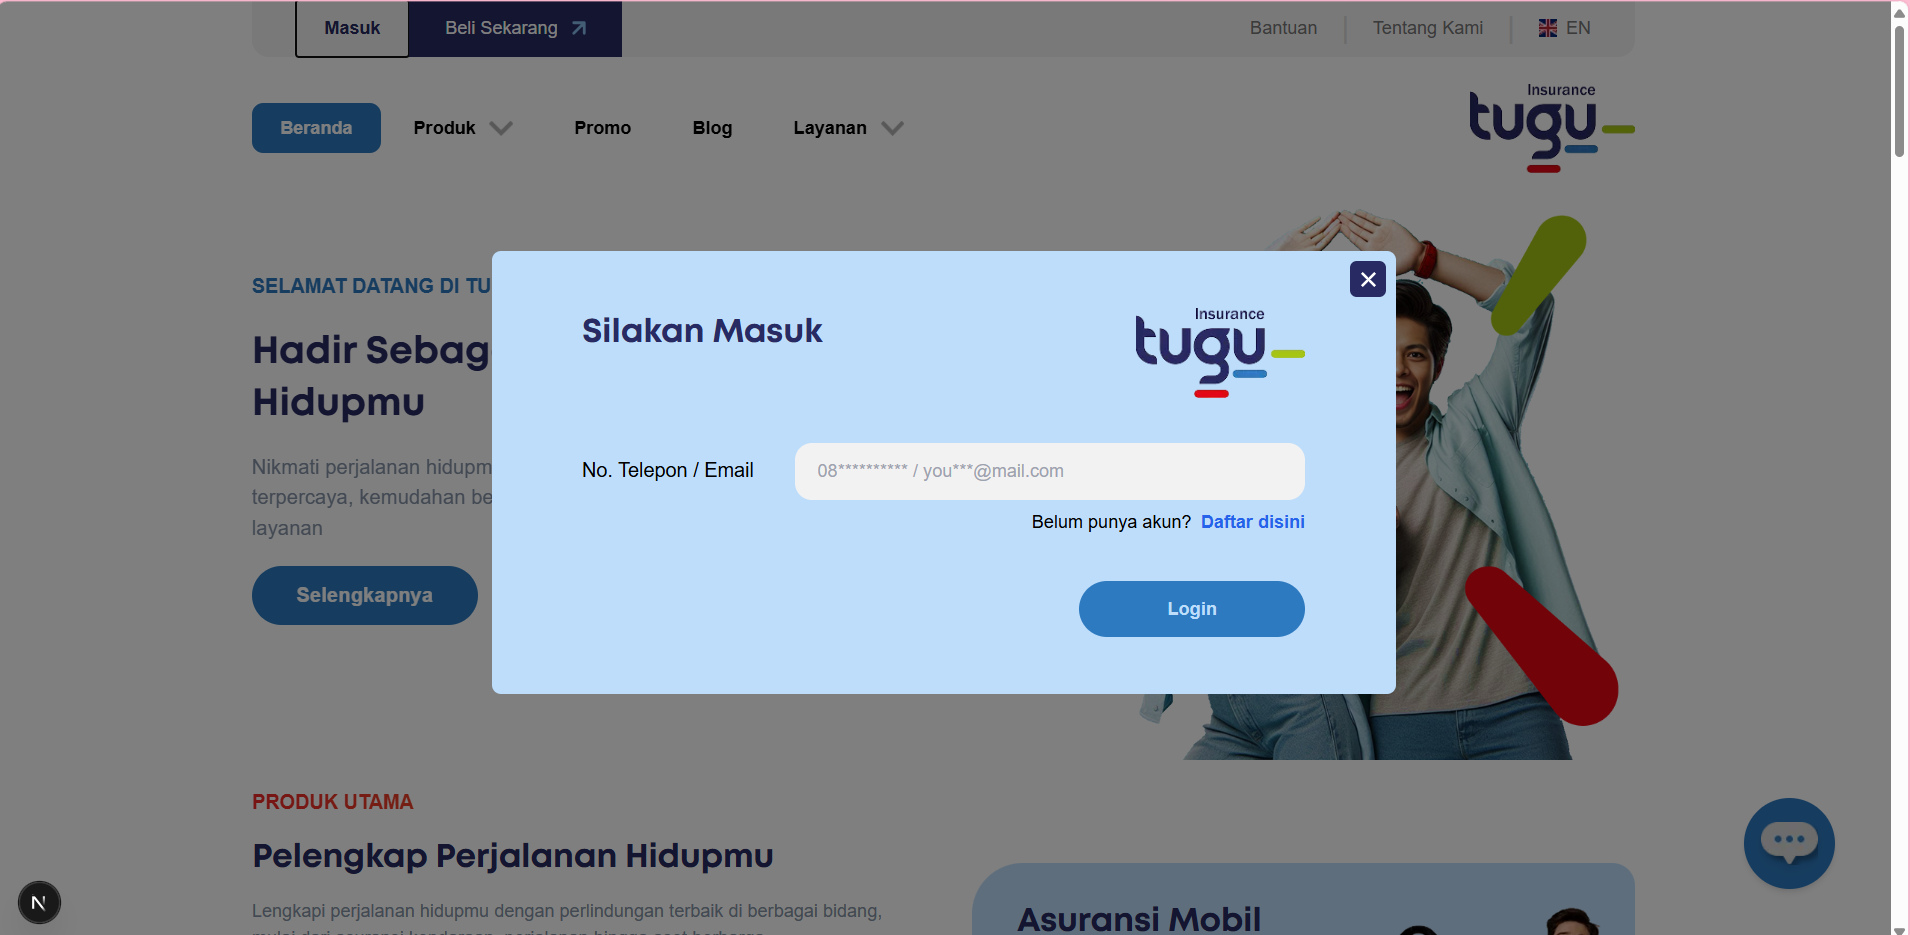 Masuk
Beli Sekarang
Bantuan
Tentang Kami
EN
Beranda
Produk
Promo
Blog
Layanan
Insurance
tugu
SELAMAT DATANG DI TU
Hadir Sebag
Hidupmu
Nikmati perjalanan hidupm
terpercaya, kemudahan be
layanan
Selengkapnya
Silakan Masuk
Insurance
tugu
No. Telepon / Email
08********** / you***@mail.com
Belum punya akun? Daftar disini
Login
PRODUK UTAMA
Pelengkap Perjalanan Hidupmu
Lengkapi perjalanan hidupmu dengan perlindungan terbaik di berbagai bidang,
Asuransi Mobil
N